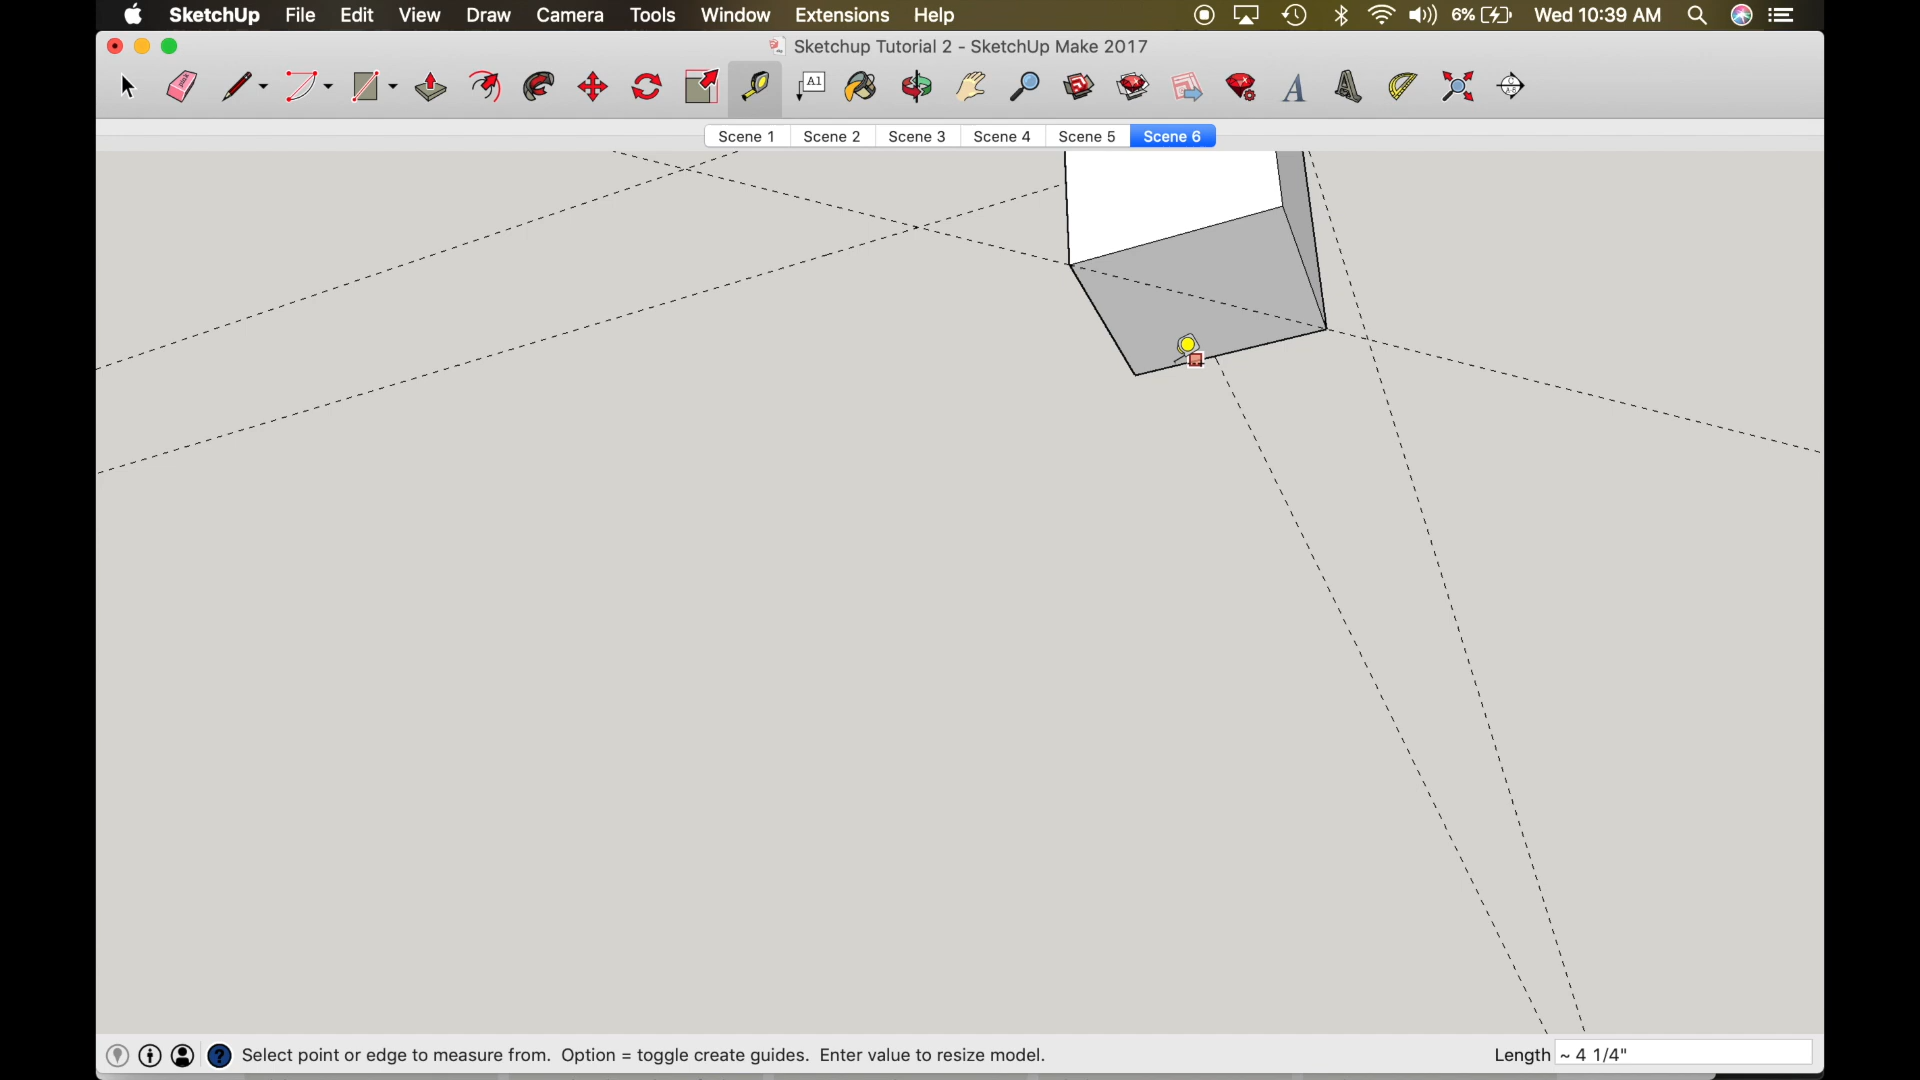 SketchUp File Edit View Draw Camera Tools Window Extensions Help 6% Wed 10:39 AM
Sketchup Tutorial 2 - SketchUp Make 2017
A1 A
Scene 1 Scene 2 Scene 3 Scene 4 Scene 5 Scene 6
? Select point or edge to measure from. Option = toggle create guides. Enter value to resize model. Length ~ 4 1/4"